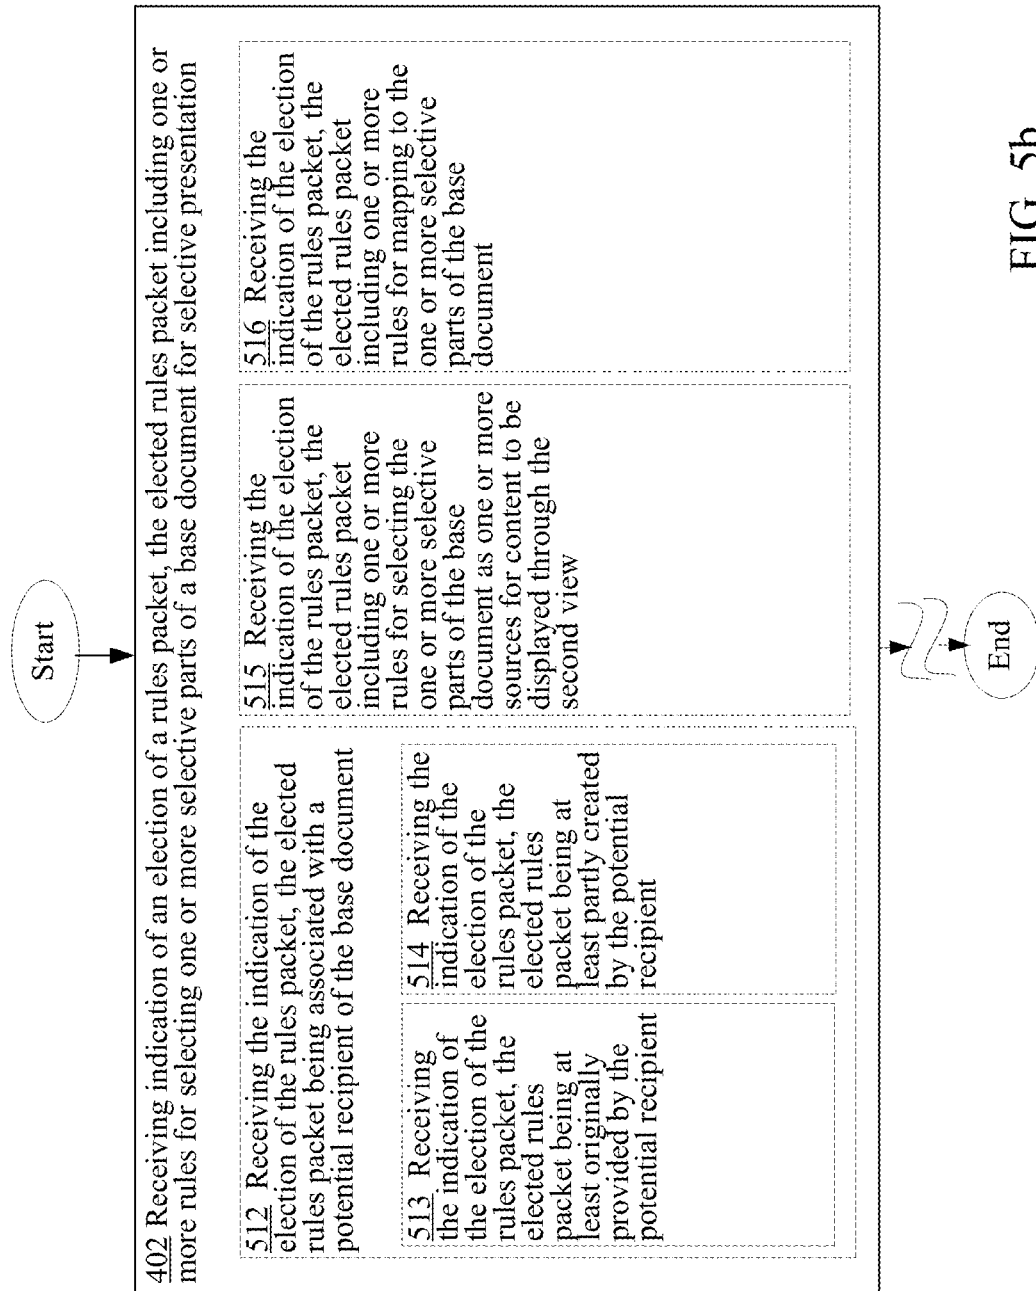 Start
402 Receiving indication of an election of a rules packet, the elected rules packet including one or
more rules for selecting one or more selective parts of a base document for selective presentation
512 Receiving the indication of the
election of the rules packet, the elected
rules packet being associated with a
potential recipient of the base document
513 Receiving
the indication of
the election of the
rules packet, the
elected rules
packet being at
least originally
provided by the
potential recipient
514 Receiving the
indication of the
election of the
rules packet, the
elected rules
packet being at
least partly created
by the potential
recipient
515 Receiving the
indication of the election
of the rules packet, the
elected rules packet
including one or more
rules for selecting the
one or more selective
parts of the base
document as one or more
sources for content to be
displayed through the
second view
516 Receiving the
indication of the election
of the rules packet, the
elected rules packet
including one or more
rules for mapping to the
one or more selective
parts of the base
document
End
FIG. 5b